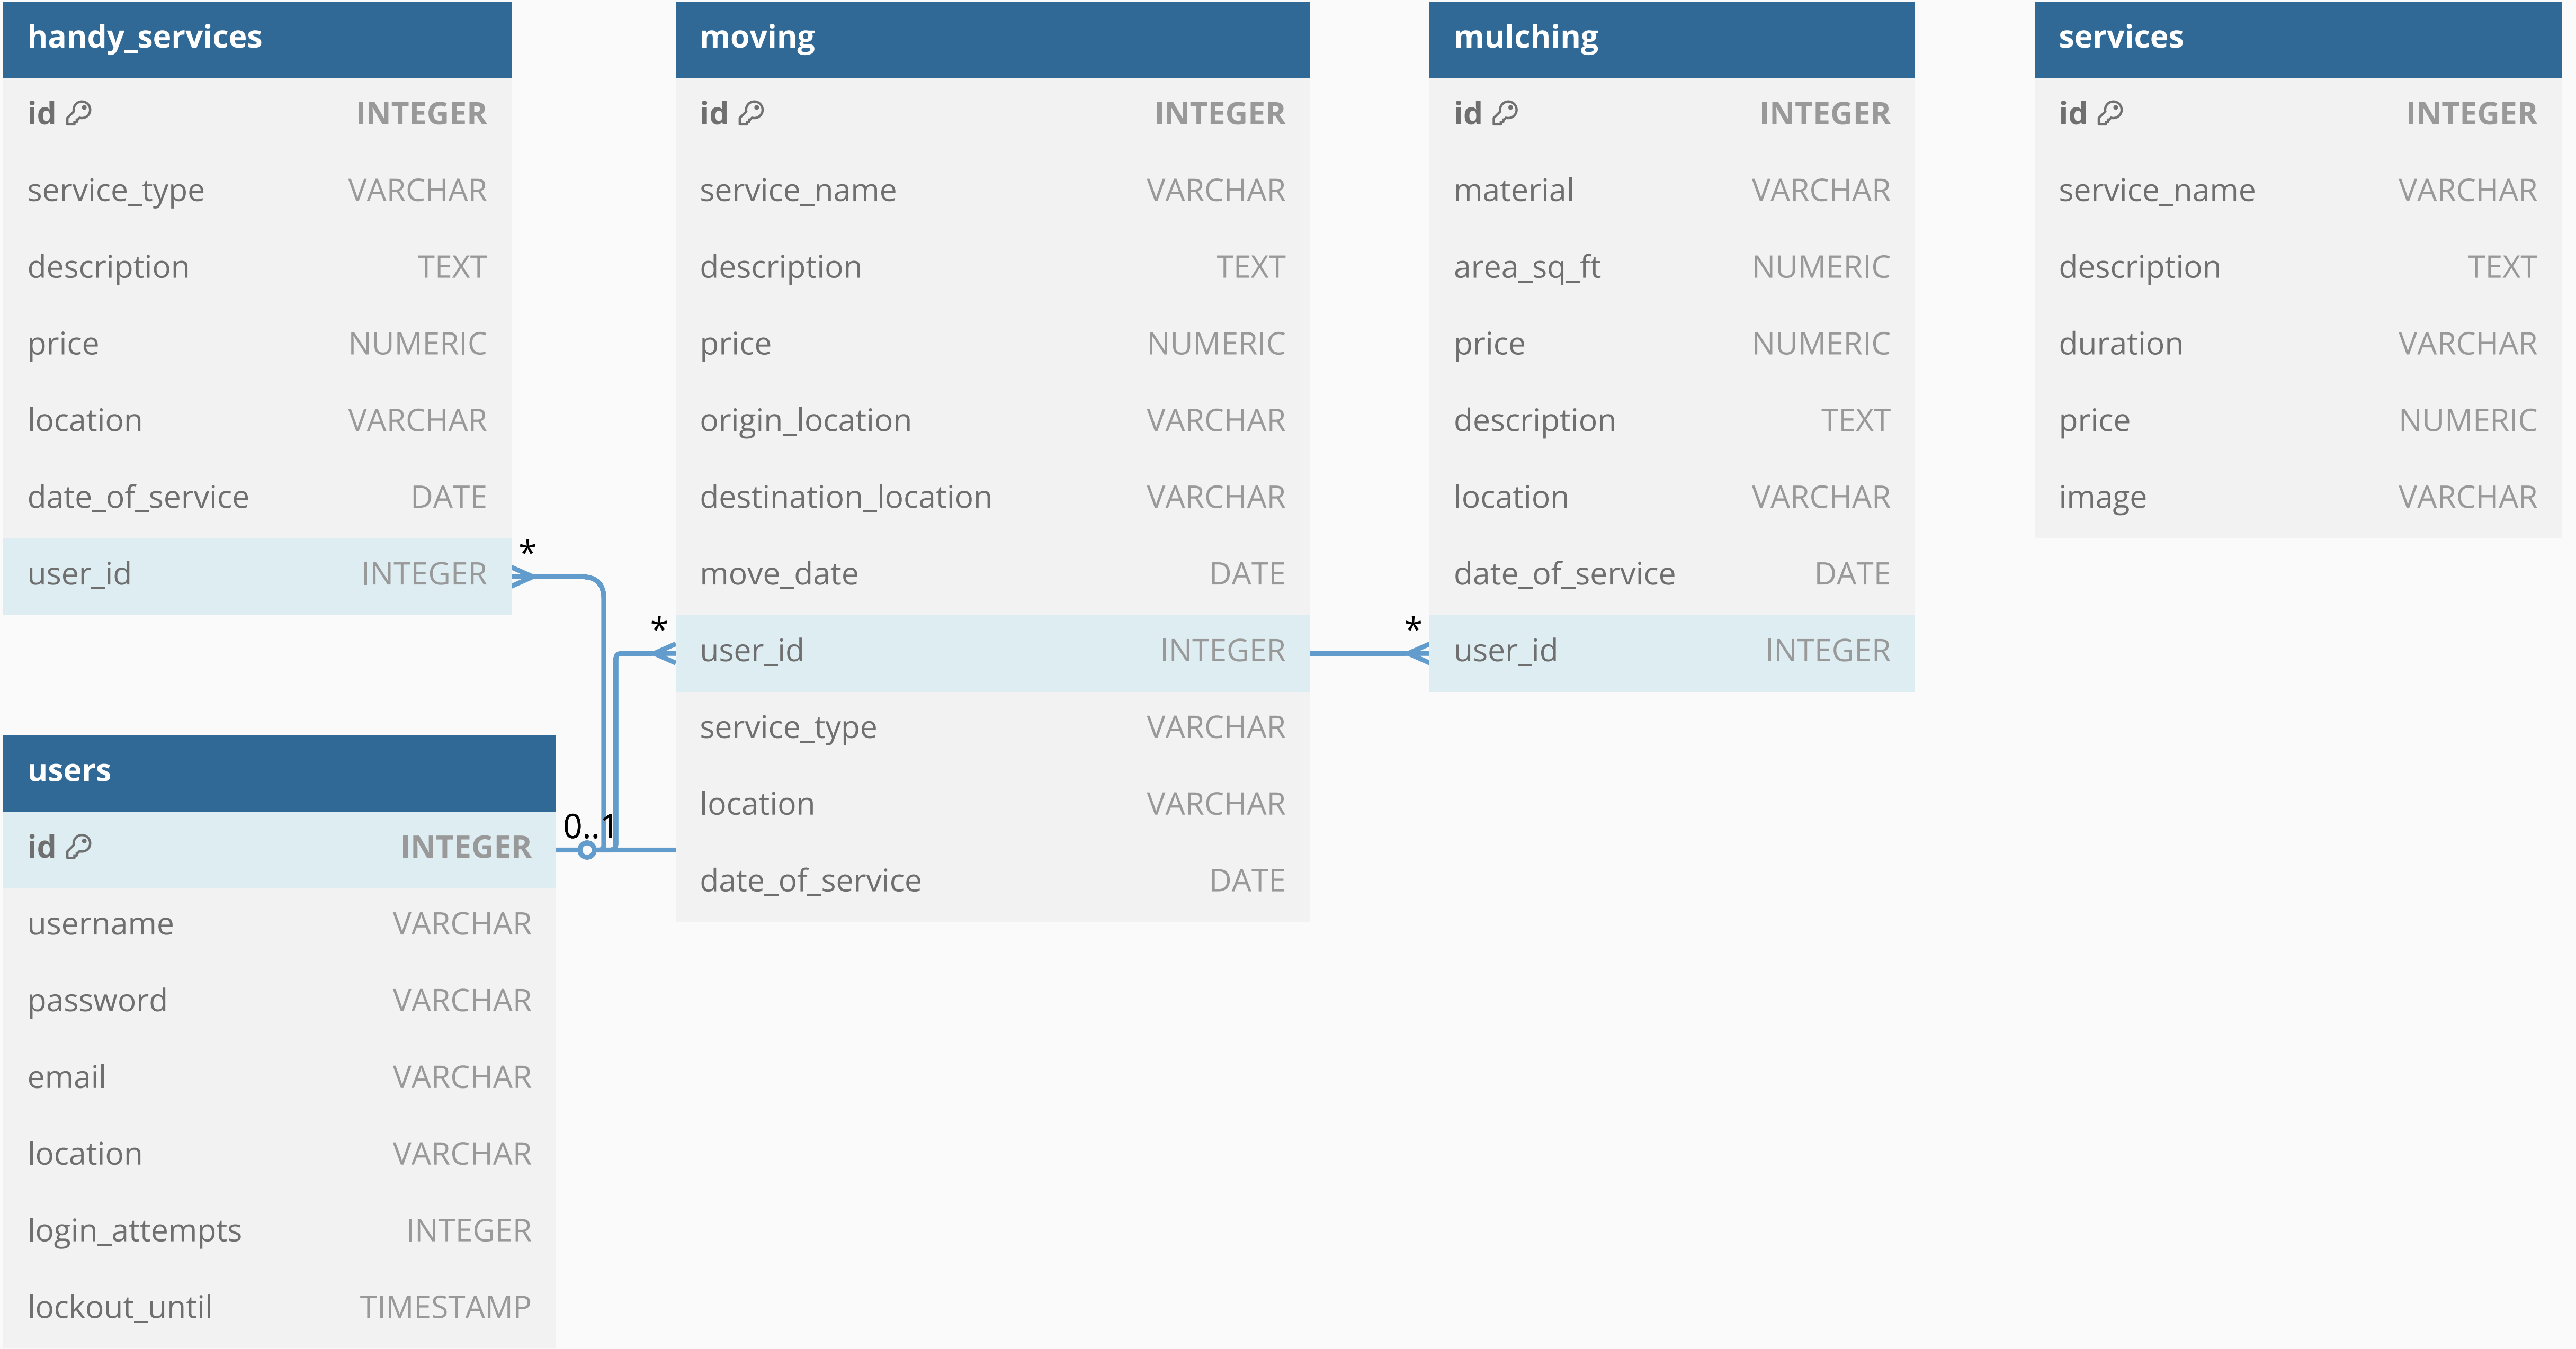 handy_services
id INTEGER
service_type VARCHAR
description TEXT
price NUMERIC
location VARCHAR
date_of_service DATE
user_id INTEGER
*
moving
id INTEGER
service_name VARCHAR
description TEXT
price NUMERIC
origin_location VARCHAR
destination_location VARCHAR
move_date DATE
*
user_id INTEGER
service_type VARCHAR
location VARCHAR
date_of_service DATE
mulching
id INTEGER
material VARCHAR
area_sq_ft NUMERIC
price NUMERIC
description TEXT
location VARCHAR
date_of_service DATE
*
user_id INTEGER
services
id INTEGER
service_name VARCHAR
description TEXT
duration VARCHAR
price NUMERIC
image VARCHAR
users
0..1
id INTEGER
username VARCHAR
password VARCHAR
email VARCHAR
location VARCHAR
login_attempts INTEGER
lockout_until TIMESTAMP